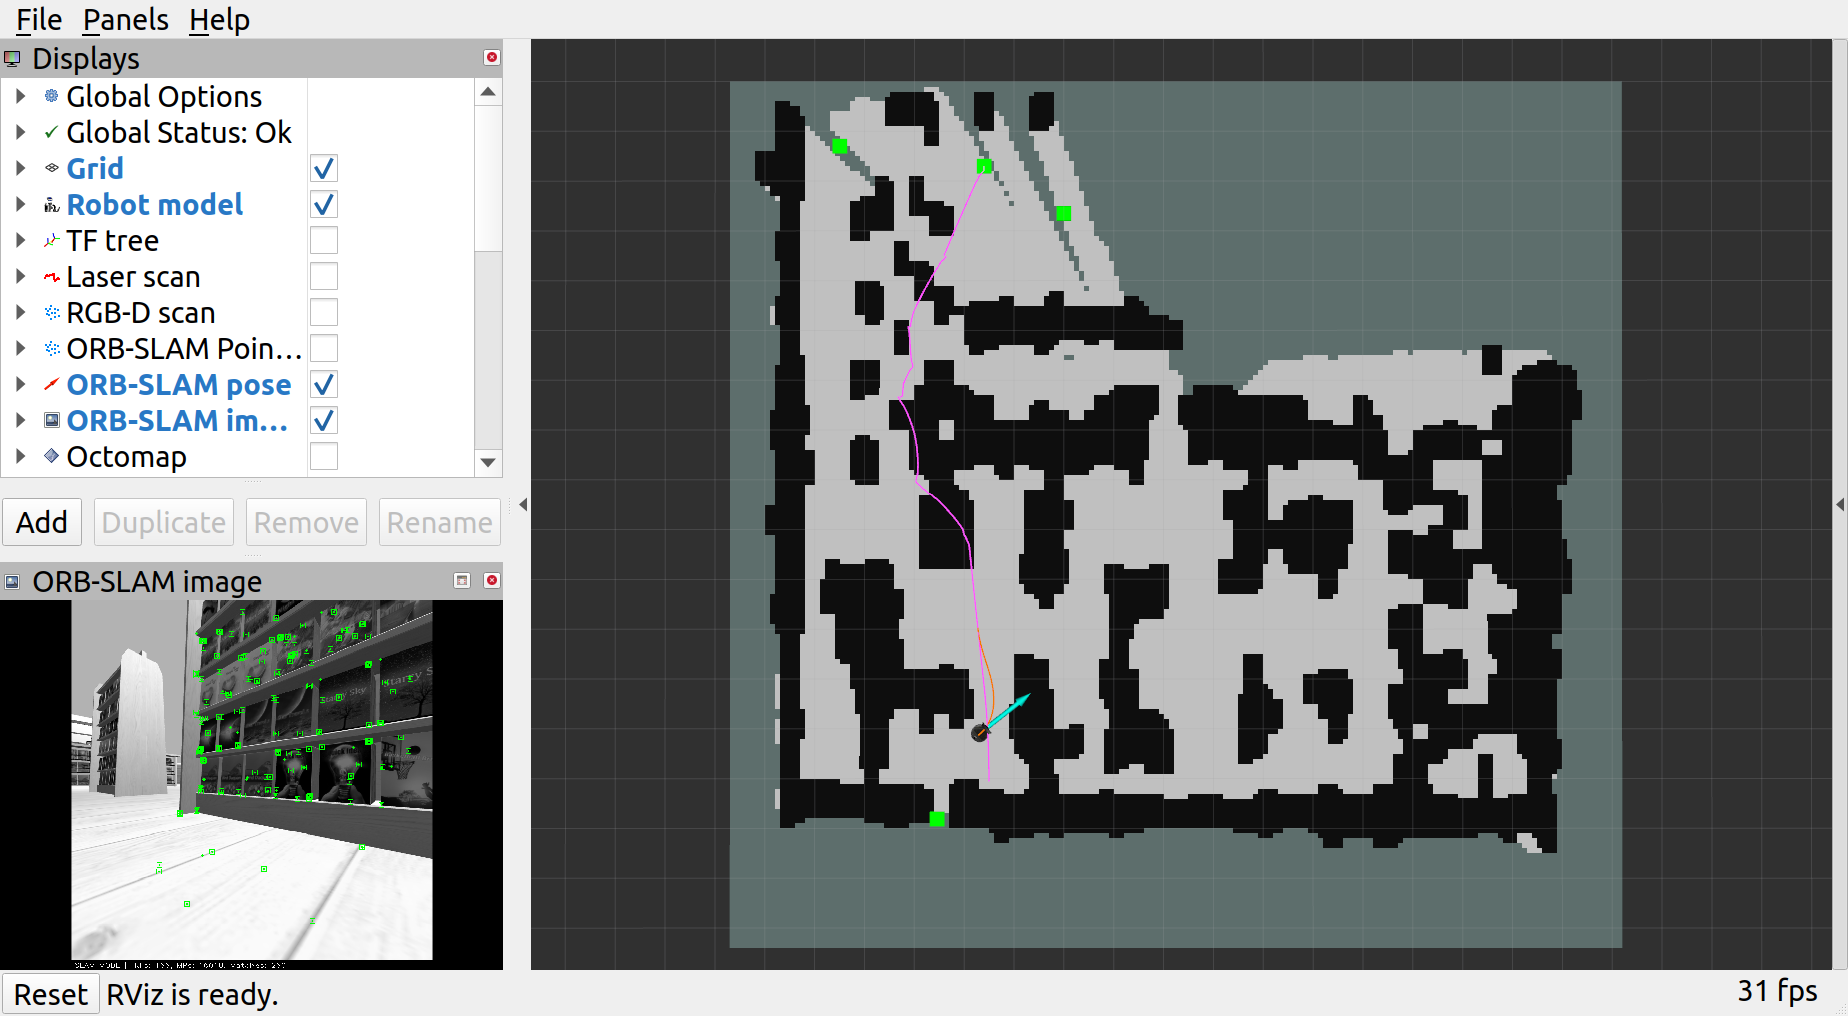 File Panels Help
Displays
Global Options
Global Status: Ok
Grid
Robot model
TF tree
Laser scan
RGB-D scan
ORB-SLAM Poin...
ORB-SLAM pose
ORB-SLAM im...
Octomap
Add Duplicate Remove Rename
ORB-SLAM image
Starry Sky
Reset RViz is ready.
31 fps